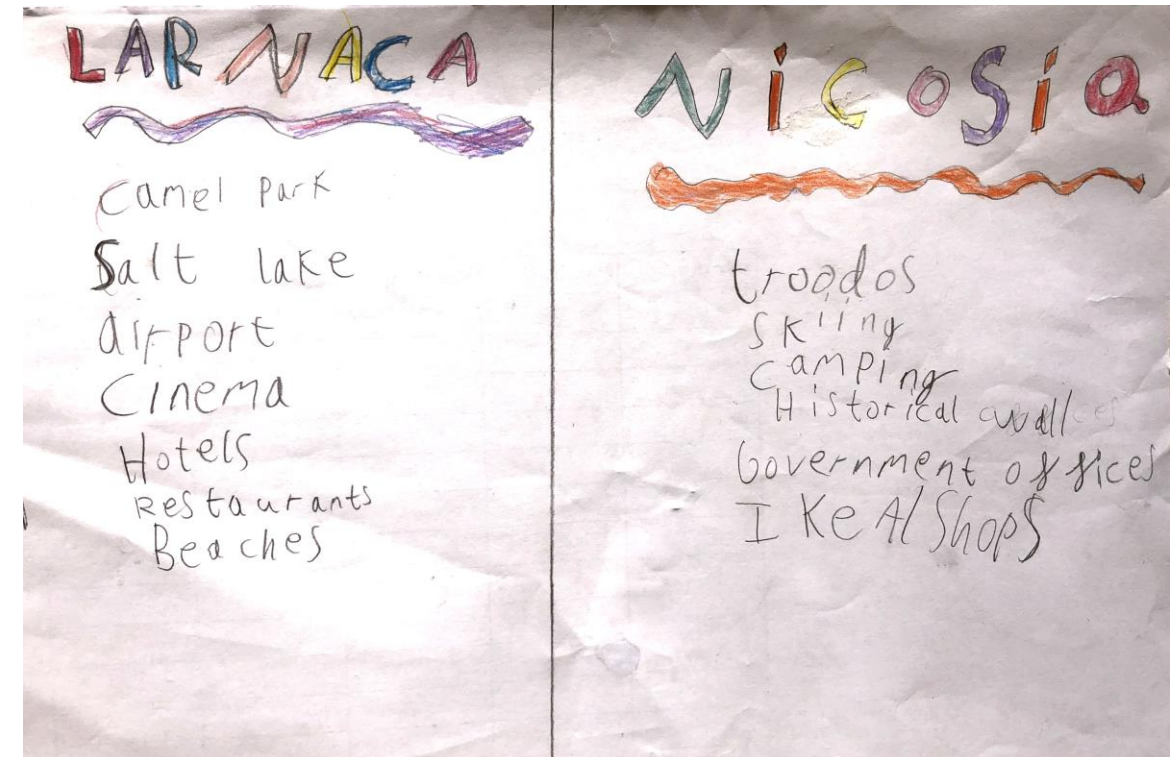 LARNACA
Camel Park
Salt lake
airport
Cinema
Hotels
Restaurants
Beaches
NiCOSia
troodos
skiing
camping
Historical wall
Government offices
IKeA/Shops